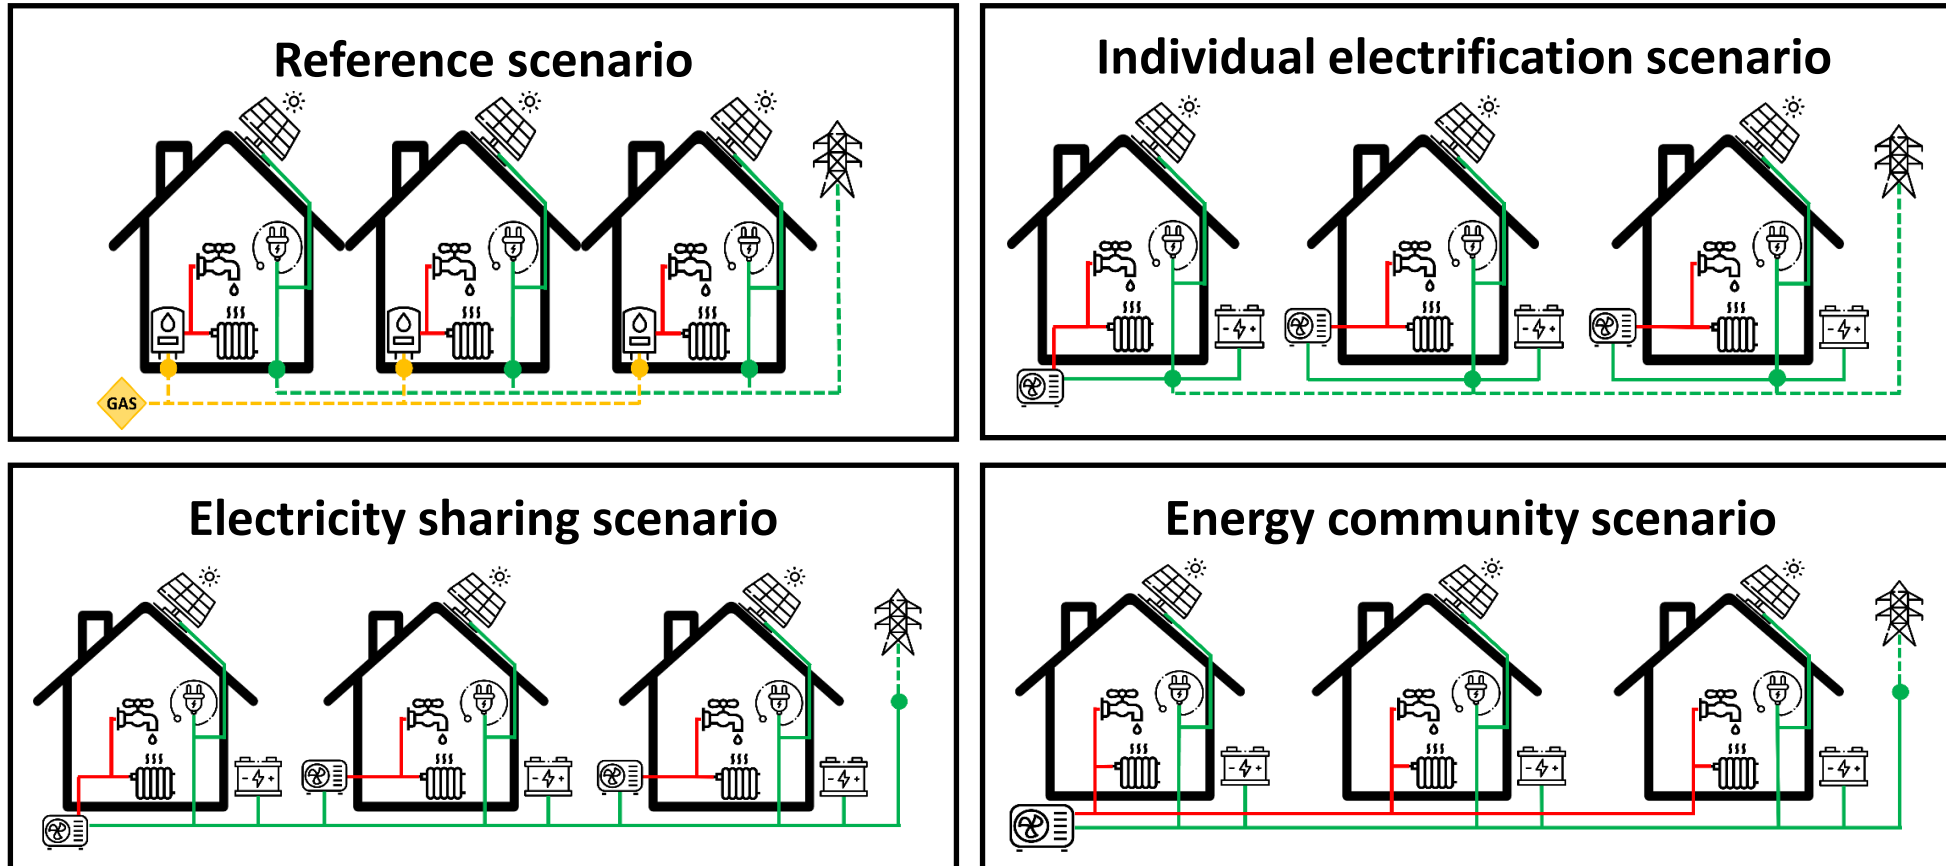 Reference scenario
GAS
Individual electrification scenario
Electricity sharing scenario
Energy community scenario